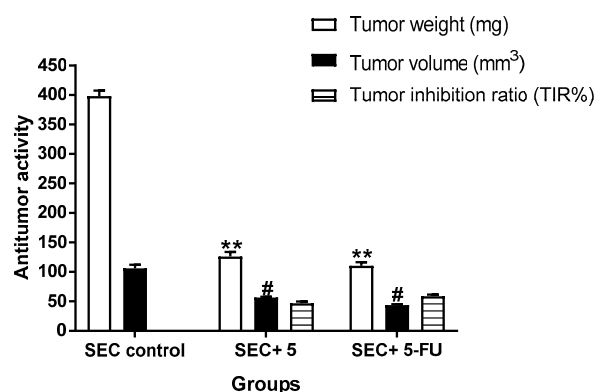 Tumor weight (mg)
Tumor volume (mm³)
Tumor inhibition ratio (TIR%)
Antitumor activity
450
400
350
300
250
200
150
100
50
0
**
#
**
#
SEC control
SEC+ 5
SEC+ 5-FU
Groups